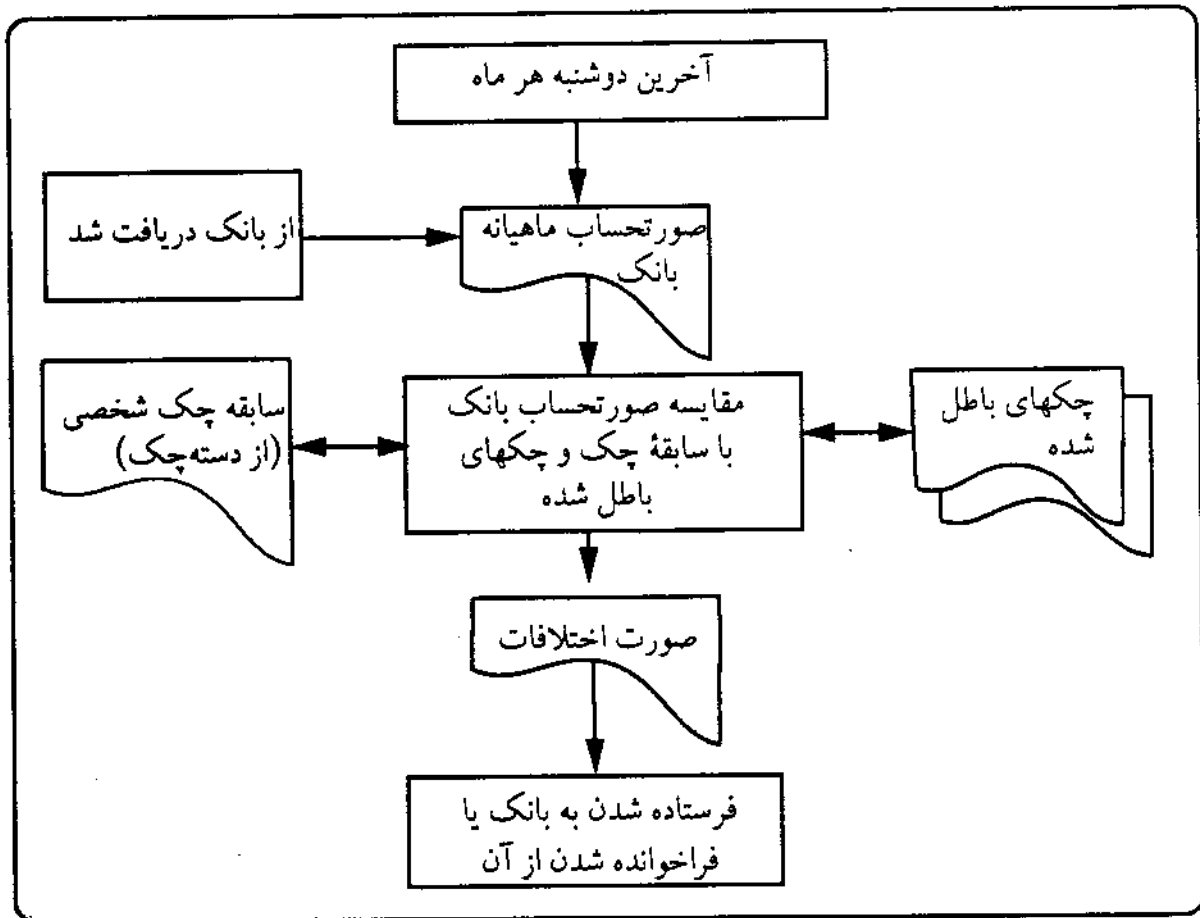 آخرین دوشنبه هر ماه
از بانک دریافت شد
صورتحساب ماهیانه
بانک
سابقه چک شخصی
(از دسته‌چک)
مقایسه صورتحساب بانک
با سابقهٔ چک و چکهای
باطل شده
چکهای باطل
شده
صورت اختلافات
فرستاده شدن به بانک یا
فراخوانده شدن از آن